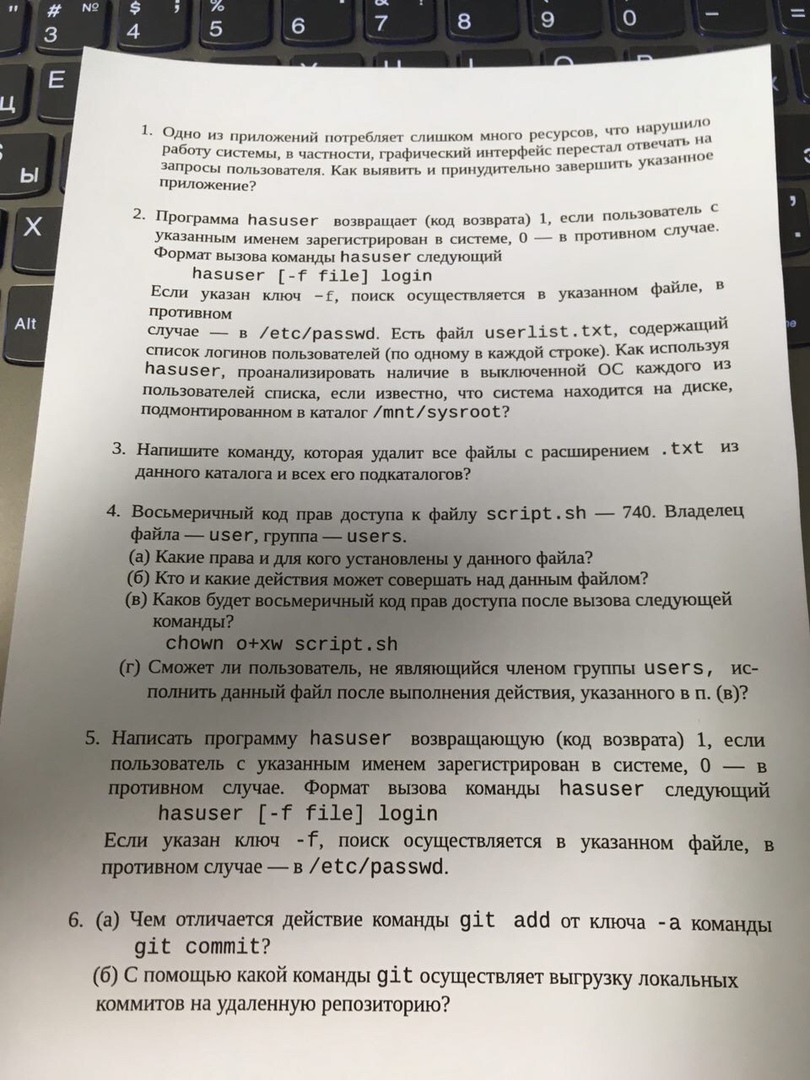 "
#
3
№
$
4
;
%
5
6
&
7
8
9
0
—
=
Ц
Е
Ы
Х
Alt
1. Одно из приложений потребляет слишком много ресурсов, что нарушило
работу системы, в частности, графический интерфейс перестал отвечать на
запросы пользователя. Как выявить и принудительно завершить указанное
приложение?
2. Программа hasuser возвращает (код возврата) 1, если пользователь с
указанным именем зарегистрирован в системе, 0 — в противном случае.
Формат вызова команды hasuser следующий
hasuser [-f file] login
Если указан ключ –f, поиск осуществляется в указанном файле, в
противном
случае — в /etc/passwd. Есть файл userlist.txt, содержащий
список логинов пользователей (по одному в каждой строке). Как используя
hasuser, проанализировать наличие в выключенной ОС каждого из
пользователей списка, если известно, что система находится на диске,
подмонтированном в каталог /mnt/sysroot?
3. Напишите команду, которая удалит все файлы с расширением .txt из
данного каталога и всех его подкаталогов?
4. Восьмеричный код прав доступа к файлу script.sh — 740. Владелец
файла — user, группа — users.
(а) Какие права и для кого установлены у данного файла?
(б) Кто и какие действия может совершать над данным файлом?
(в) Каков будет восьмеричный код прав доступа после вызова следующей
команды?
chown o+xw script.sh
(г) Сможет ли пользователь, не являющийся членом группы users, ис-
полнить данный файл после выполнения действия, указанного в п. (в)?
5. Написать программу hasuser возвращающую (код возврата) 1, если
пользователь с указанным именем зарегистрирован в системе, 0 — в
противном случае. Формат вызова команды hasuser следующий
hasuser [-f file] login
Если указан ключ -f, поиск осуществляется в указанном файле, в
противном случае — в /etc/passwd.
6. (а) Чем отличается действие команды git add от ключа -a команды
git commit?
(б) С помощью какой команды git осуществляет выгрузку локальных
коммитов на удаленную репозиторию?